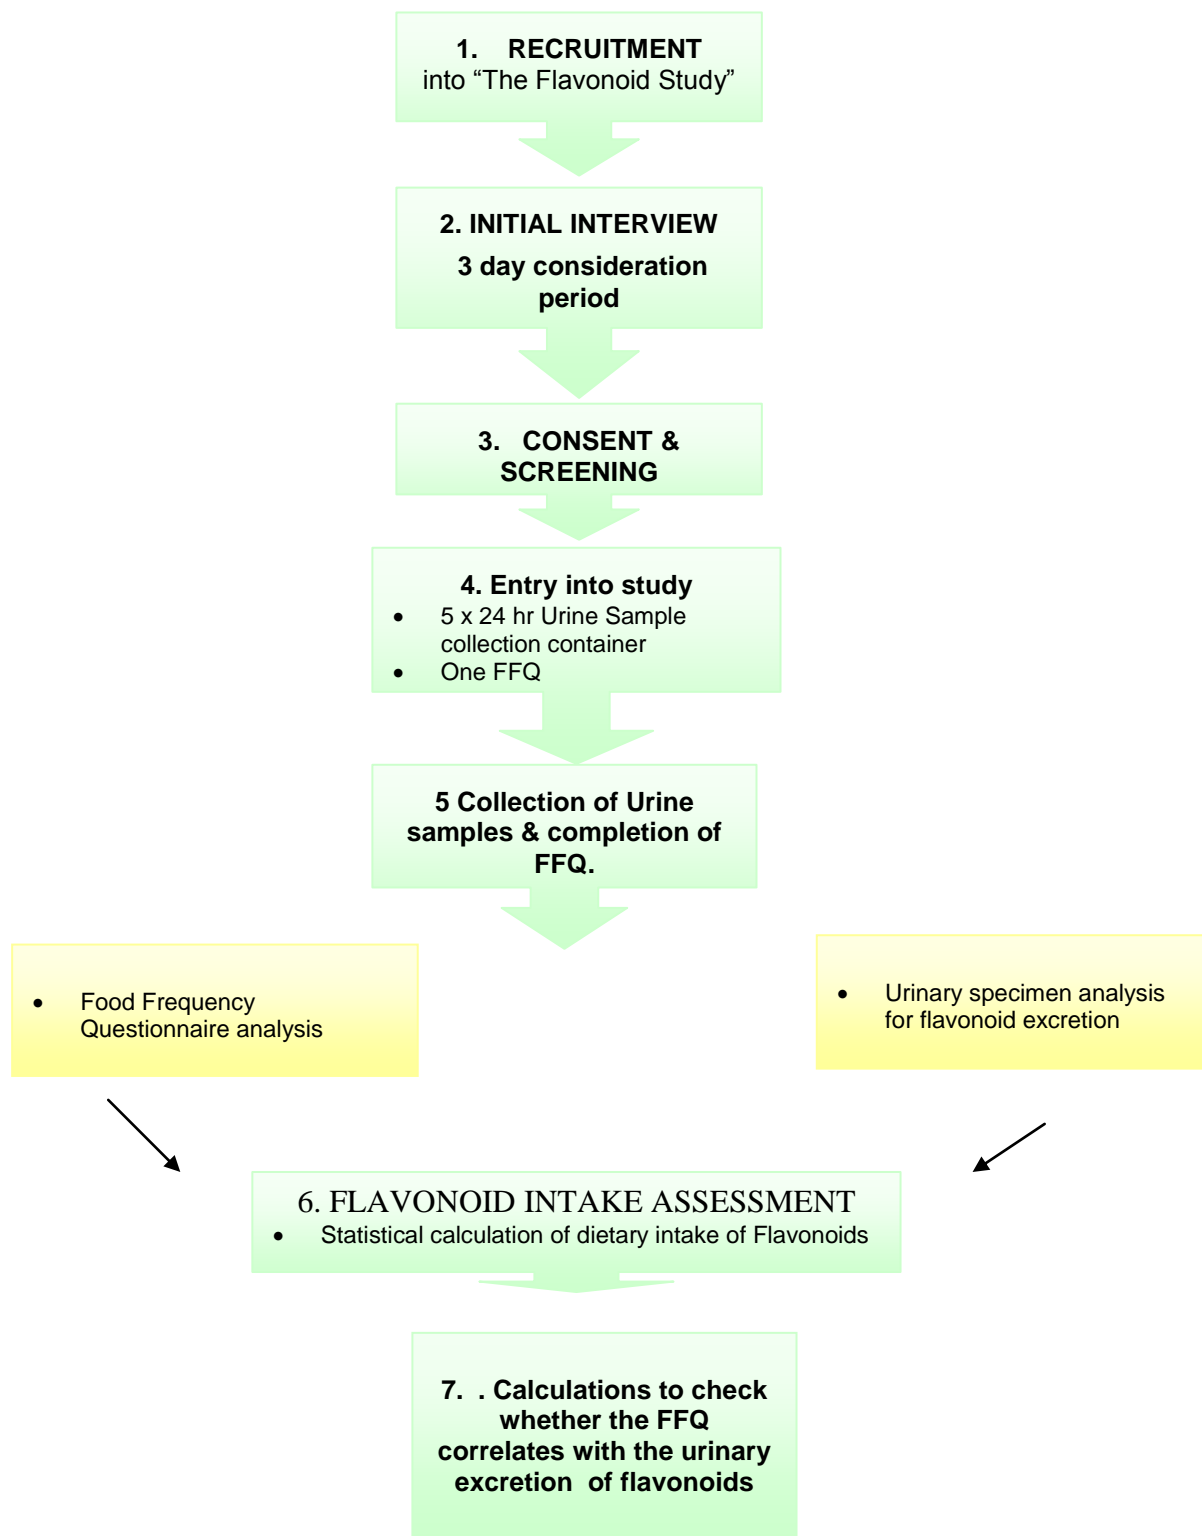 1. RECRUITMENT
into “The Flavonoid Study”
2. INITIAL INTERVIEW
3 day consideration
period
3. CONSENT &
SCREENING
4. Entry into study
• 5 x 24 hr Urine Sample
collection container
• One FFQ
5 Collection of Urine
samples & completion of
FFQ.
• Food Frequency
Questionnaire analysis
• Urinary specimen analysis
for flavonoid excretion
6. FLAVONOID INTAKE ASSESSMENT
• Statistical calculation of dietary intake of Flavonoids
7. . Calculations to check
whether the FFQ
correlates with the urinary
excretion of flavonoids